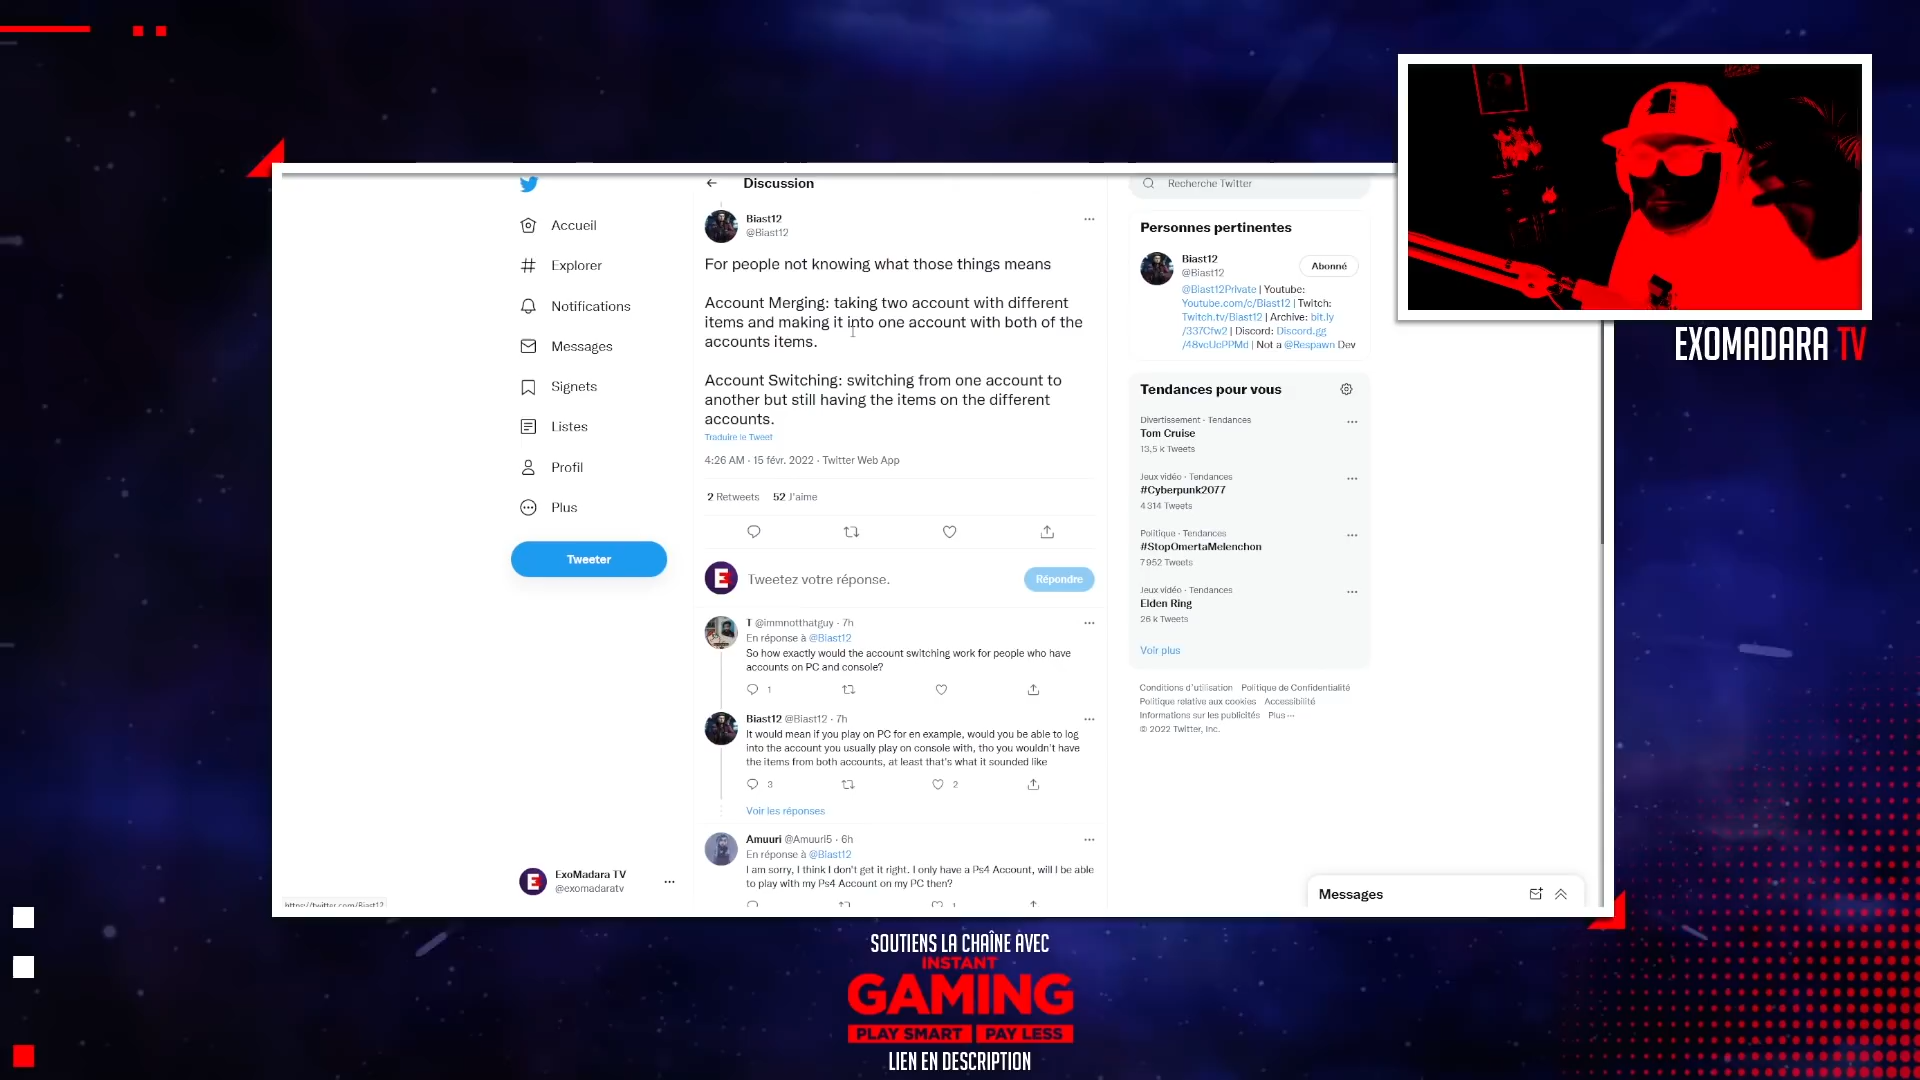 Discussion
Recherche Twitter
Accueil
Explorer
Notifications
Messages
Signets
Listes
Profil
Plus
Tweeter
ExoMadara TV
@exomadaratv
https://twitter.com/Biast12
Biast12
@Biast12
For people not knowing what those things means
Account Merging: taking two account with different
items and making it into one account with both of the
accounts items.
Account Switching: switching from one account to
another but still having the items on the different
accounts.
Traduire le Tweet
4:26 AM · 15 févr. 2022 · Twitter Web App
2 Retweets 52 J'aime
Tweetez votre réponse.
Répondre
T @immnotthatguy · 7h
En réponse à @Biast12
So how exactly would the account switching work for people who have
accounts on PC and console?
1
Biast12 @Biast12 · 7h
It would mean if you play on PC for en example, would you be able to log
into the account you usually play on console with, tho you wouldn't have
the items from both accounts, at least that's what it sounded like
3 2
Voir les réponses
Amuuri @Amuuri5 · 6h
En réponse à @Biast12
I am sorry, I think I don't get it right. I only have a Ps4 Account, will I be able
to play with my Ps4 Account on my PC then?
1
Personnes pertinentes
Biast12
@Biast12
Abonné
@Biast12Private | Youtube:
Youtube.com/c/Biast12 | Twitch:
Twitch.tv/Biast12 | Archive: bit.ly
/337Cfw2 | Discord: Discord.gg
/48voUcPPMd | Not a @Respawn Dev
Tendances pour vous
Divertissement · Tendances
Tom Cruise
13,5 k Tweets
Jeux vidéo · Tendances
#Cyberpunk2077
4 314 Tweets
Politique · Tendances
#StopOmertaMelenchon
7 952 Tweets
Jeux vidéo · Tendances
Elden Ring
26 k Tweets
Voir plus
Conditions d'utilisation Politique de Confidentialité
Politique relative aux cookies Accessibilité
Informations sur les publicités Plus ···
© 2022 Twitter, Inc.
Messages
EXOMADARA TV
SOUTIENS LA CHAÎNE AVEC
INSTANT
GAMING
PLAY SMART PAY LESS
LIEN EN DESCRIPTION